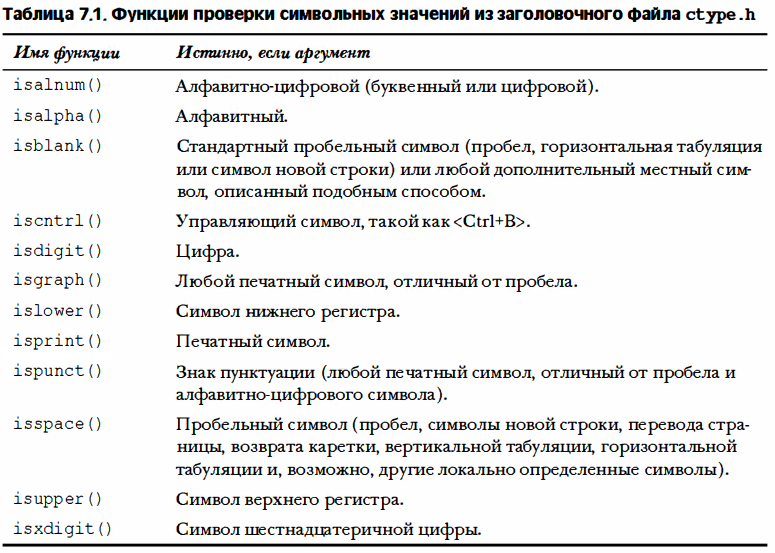 Таблица 7.1. Функции проверки символьных значений из заголовочного файла ctype.h
Имя функции Истинно, если аргумент
isalnum() Алфавитно-цифровой (буквенный или цифровой).
isalpha() Алфавитный.
isblank() Стандартный пробельный символ (пробел, горизонтальная табуляция
или символ новой строки) или любой дополнительный местный сим-
вол, описанный подобным способом.
iscntrl() Управляющий символ, такой как <Ctrl+B>.
isdigit() Цифра.
isgraph() Любой печатный символ, отличный от пробела.
islower() Символ нижнего регистра.
isprint() Печатный символ.
ispunct() Знак пунктуации (любой печатный символ, отличный от пробела и
алфавитно-цифрового символа).
isspace() Пробельный символ (пробел, символы новой строки, перевода стра-
ницы, возврата каретки, вертикальной табуляции, горизонтальной
табуляции и, возможно, другие локально определенные символы).
isupper() Символ верхнего регистра.
isxdigit() Символ шестнадцатеричной цифры.